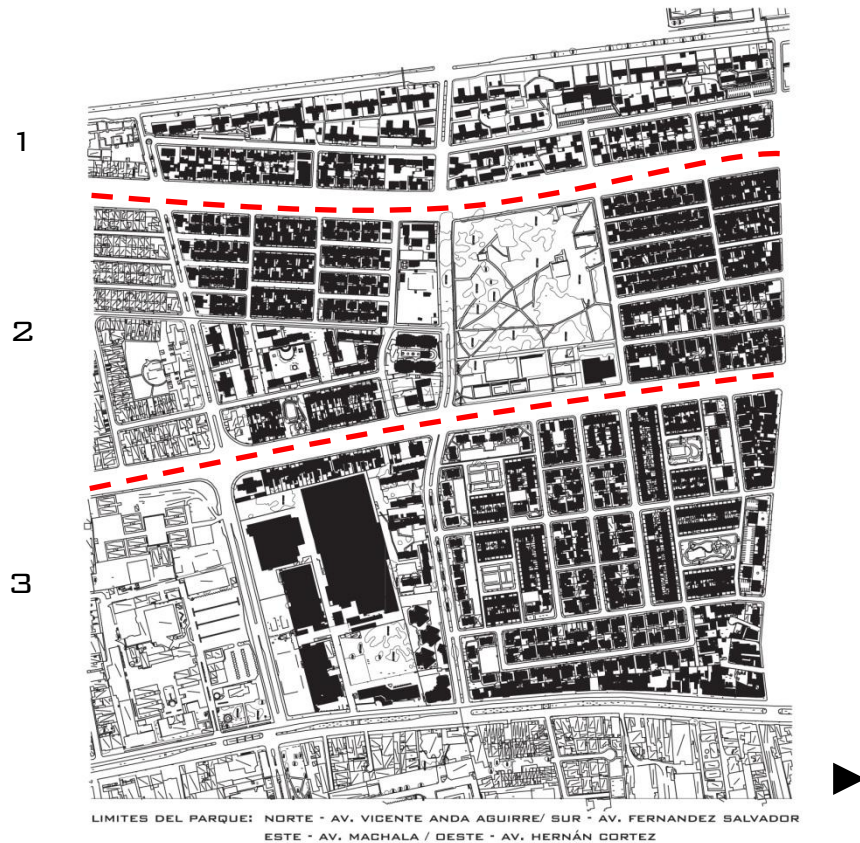 1
2
3
LIMITES DEL PARQUE: NORTE - AV. VICENTE ANDA AGUIRRE/ SUR - AV. FERNANDEZ SALVADOR
ESTE - AV. MACHALA / OESTE - AV. HERNÁN CORTEZ